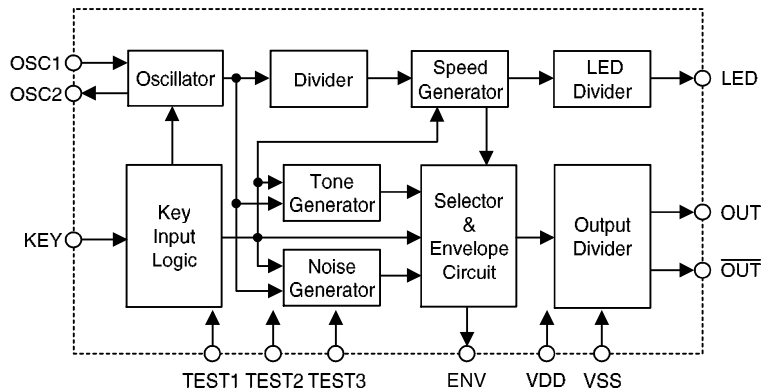 OSC1
OSC2
Oscillator
Divider
Speed
Generator
LED
Divider
LED
KEY
Key
Input
Logic
Tone
Generator
Noise
Generator
Selector
&
Envelope
Circuit
Output
Divider
OUT
OUT
TEST1 TEST2 TEST3 ENV VDD VSS